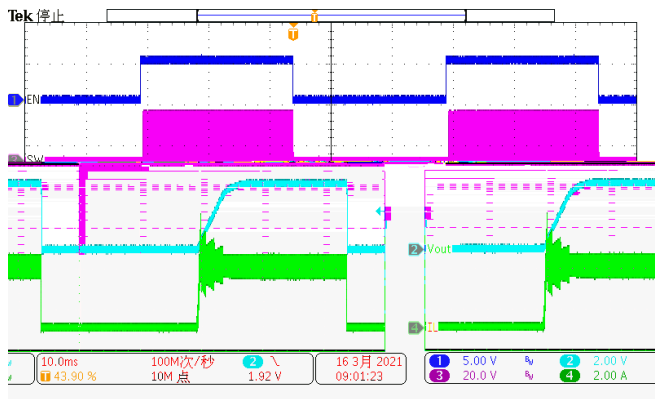 Tek 停止
T
T
1 EN
SW
2 Vout
4 IL
10.0ms 100M次/秒 2 1.92 V
T 43.90 % 10M 点
16 3月 2021
09:01:23
1 5.00 V BW 2 2.00 V
3 20.0 V BW 4 2.00 A